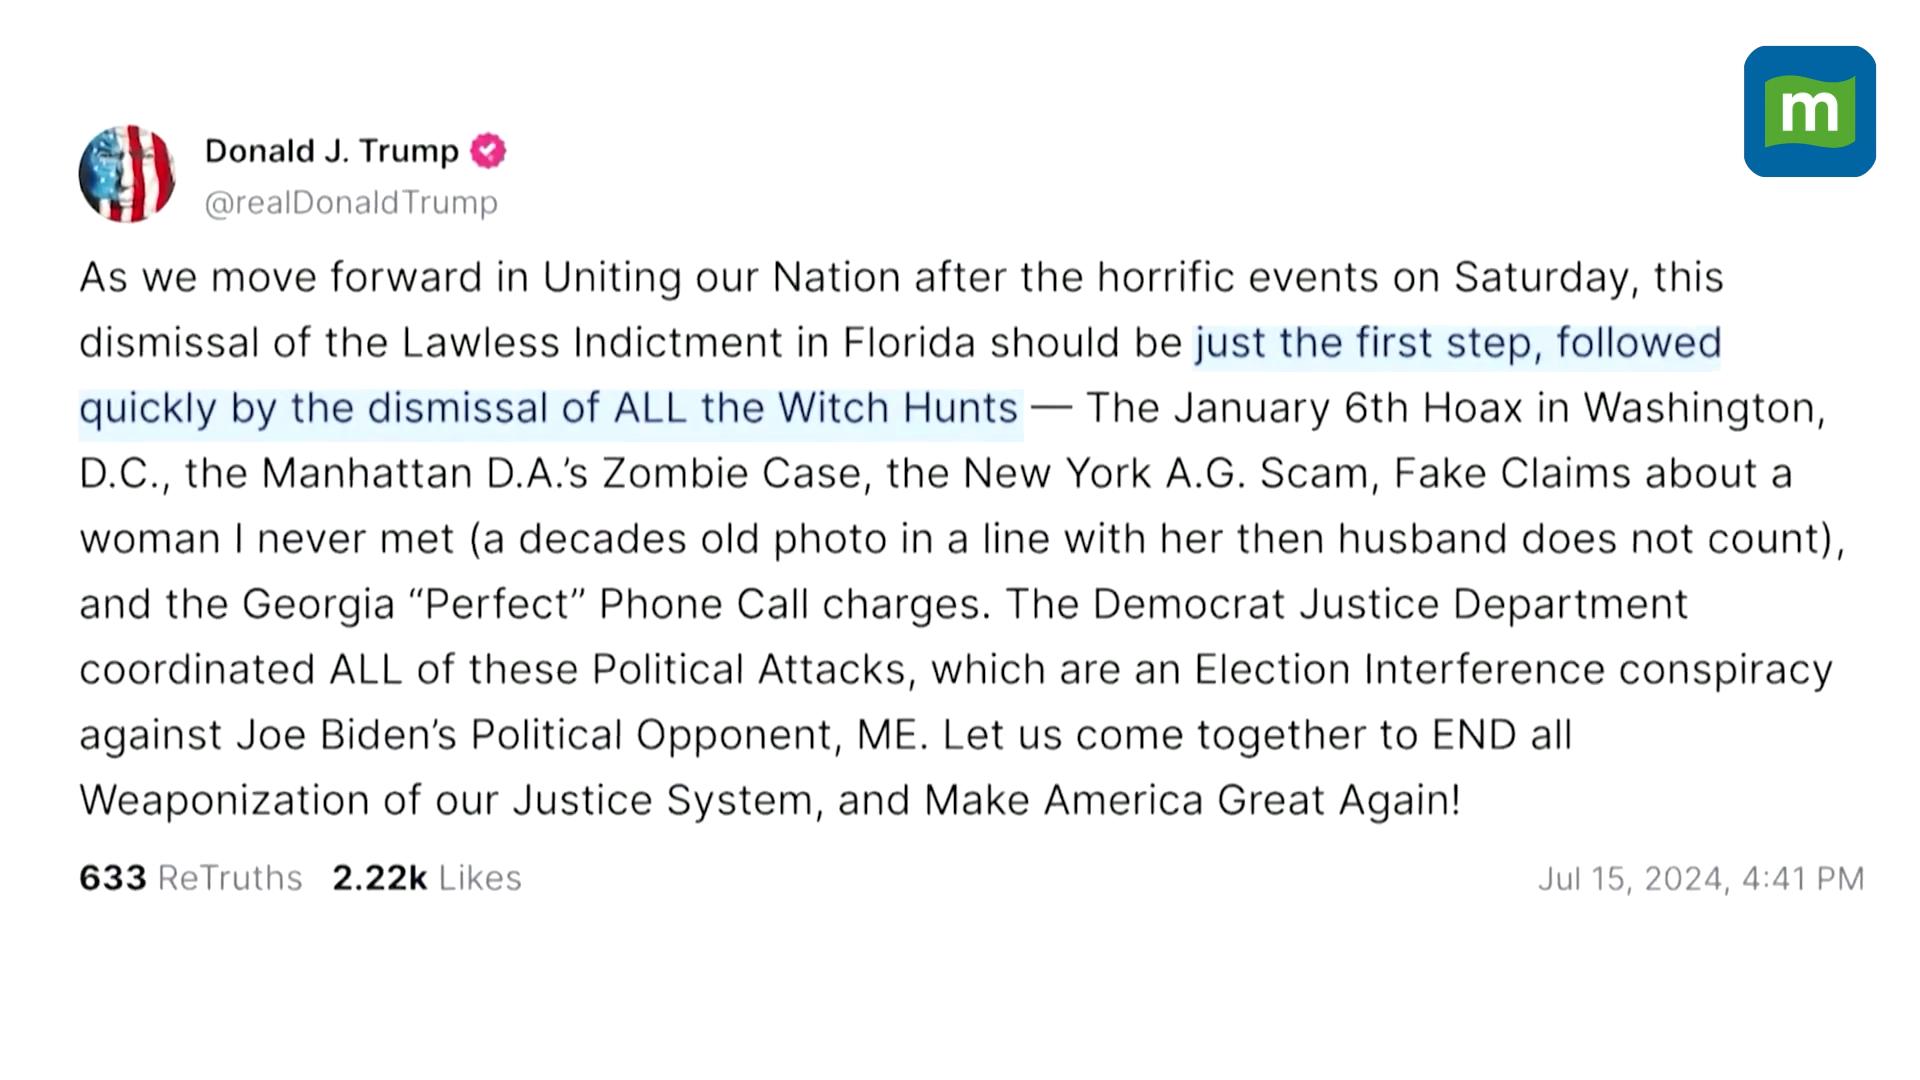 m
Donald J. Trump
@realDonaldTrump
As we move forward in Uniting our Nation after the horrific events on Saturday, this
dismissal of the Lawless Indictment in Florida should be just the first step, followed
quickly by the dismissal of ALL the Witch Hunts — The January 6th Hoax in Washington,
D.C., the Manhattan D.A.’s Zombie Case, the New York A.G. Scam, Fake Claims about a
woman I never met (a decades old photo in a line with her then husband does not count),
and the Georgia “Perfect” Phone Call charges. The Democrat Justice Department
coordinated ALL of these Political Attacks, which are an Election Interference conspiracy
against Joe Biden’s Political Opponent, ME. Let us come together to END all
Weaponization of our Justice System, and Make America Great Again!
633 ReTruths 2.22k Likes Jul 15, 2024, 4:41 PM